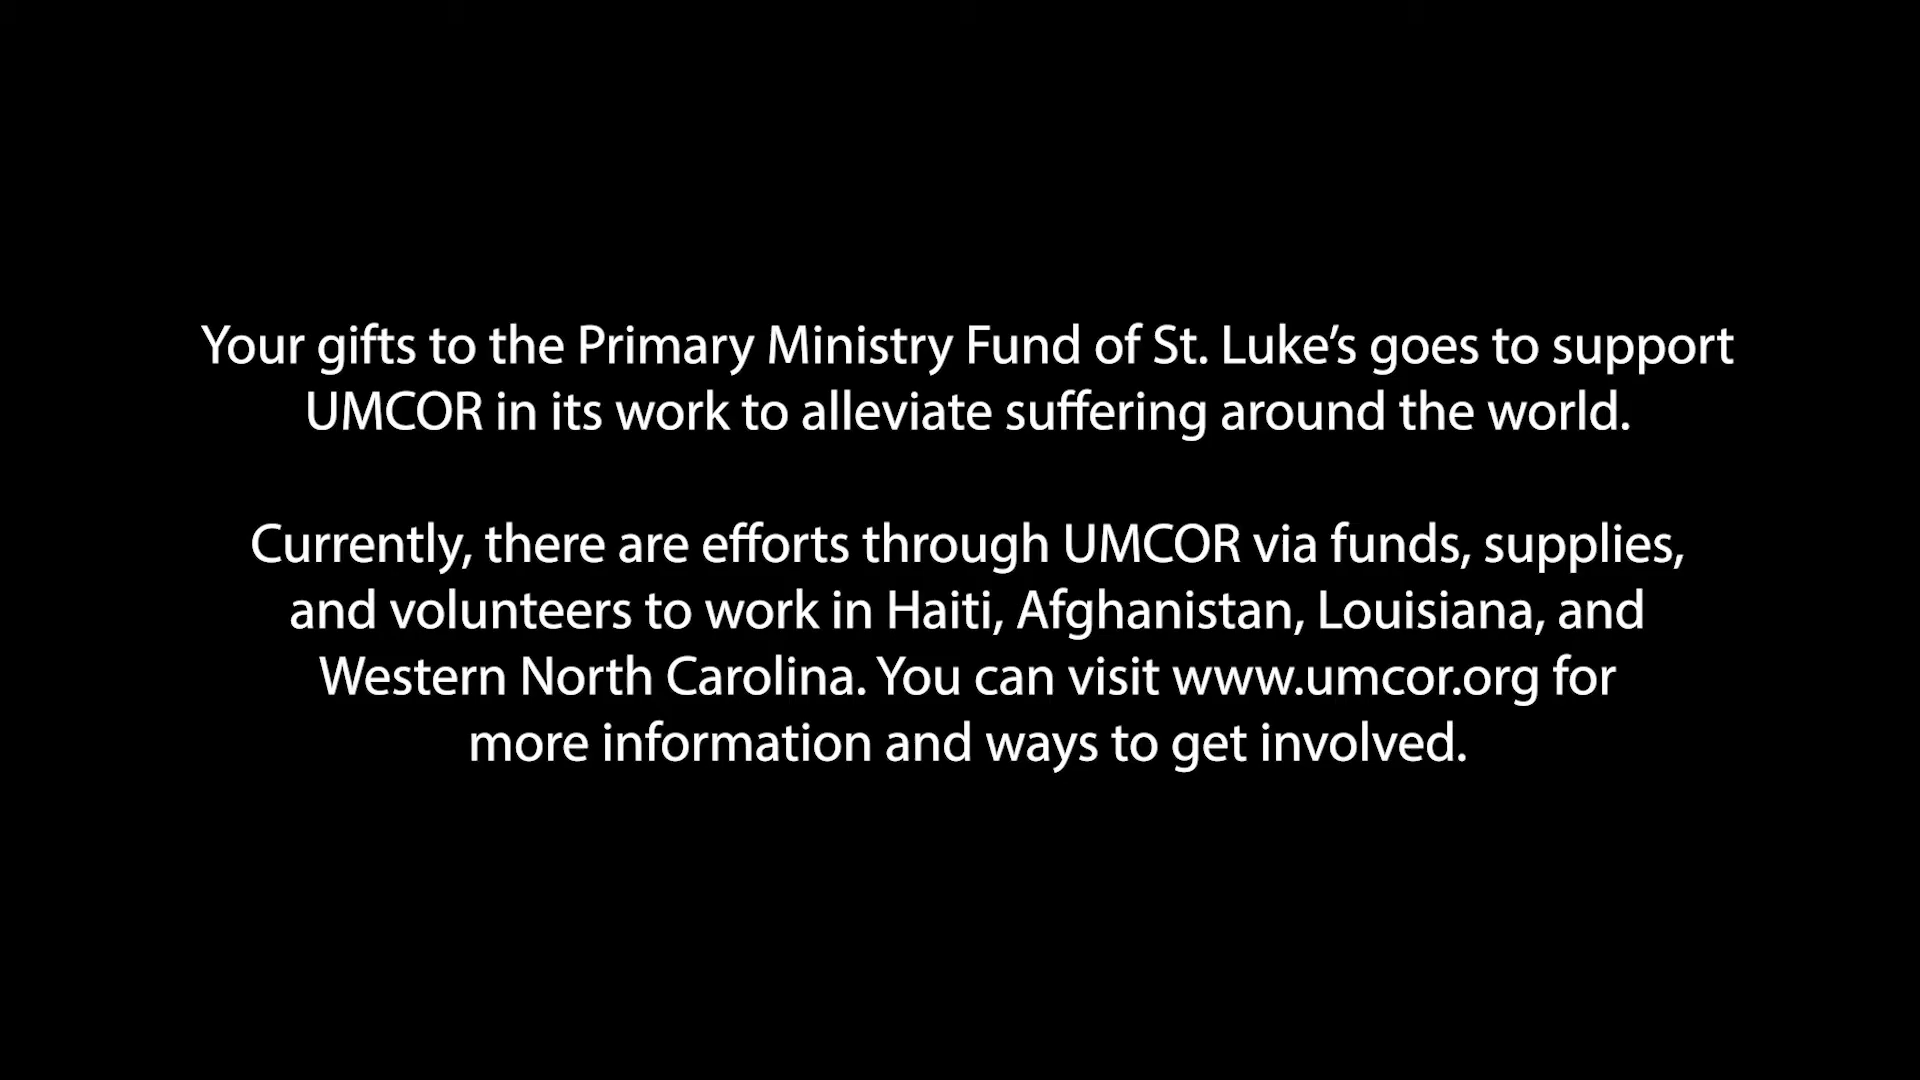 Your gifts to the Primary Ministry Fund of St. Luke’s goes to support
UMCOR in its work to alleviate suffering around the world.
Currently, there are efforts through UMCOR via funds, supplies,
and volunteers to work in Haiti, Afghanistan, Louisiana, and
Western North Carolina. You can visit www.umcor.org for
more information and ways to get involved.